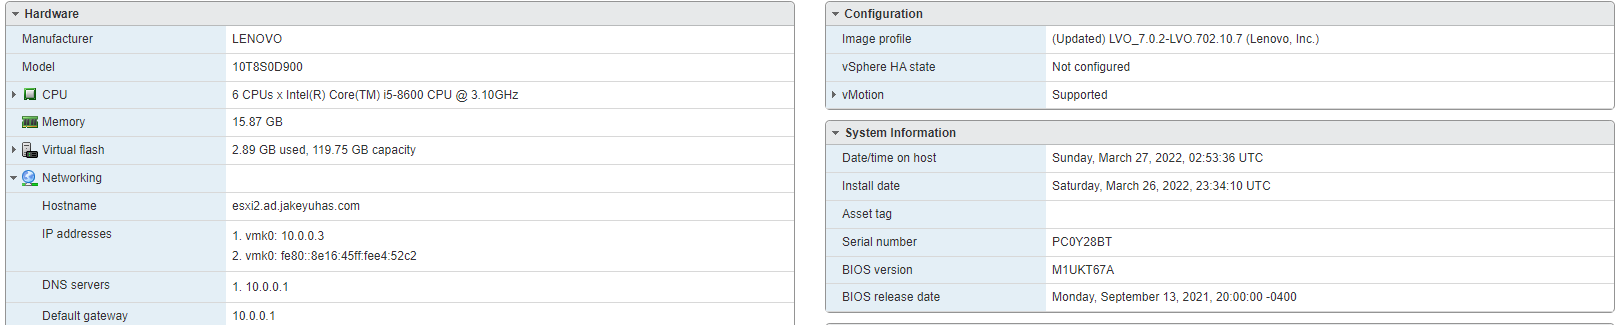 Hardware
Manufacturer LENOVO
Model 10T8S0D900
CPU 6 CPUs x Intel(R) Core(TM) i5-8600 CPU @ 3.10GHz
Memory 15.87 GB
Virtual flash 2.89 GB used, 119.75 GB capacity
Networking
Hostname esxi2.ad.jakeyuhas.com
IP addresses 1. vmk0: 10.0.0.3
2. vmk0: fe80::8e16:45ff:fee4:52c2
DNS servers 1. 10.0.0.1
Default gateway 10.0.0.1
Configuration
Image profile (Updated) LVO_7.0.2-LVO.702.10.7 (Lenovo, Inc.)
vSphere HA state Not configured
vMotion Supported
System Information
Date/time on host Sunday, March 27, 2022, 02:53:36 UTC
Install date Saturday, March 26, 2022, 23:34:10 UTC
Asset tag
Serial number PC0Y28BT
BIOS version M1UKT67A
BIOS release date Monday, September 13, 2021, 20:00:00 -0400